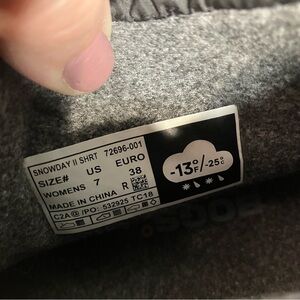 SNOWDAY II SHRT 72696-001
SIZE# US EURO
WOMENS 7 38
MADE IN CHINA R
C2A @ /PO: 532925 TC18
-13°F/-25°C